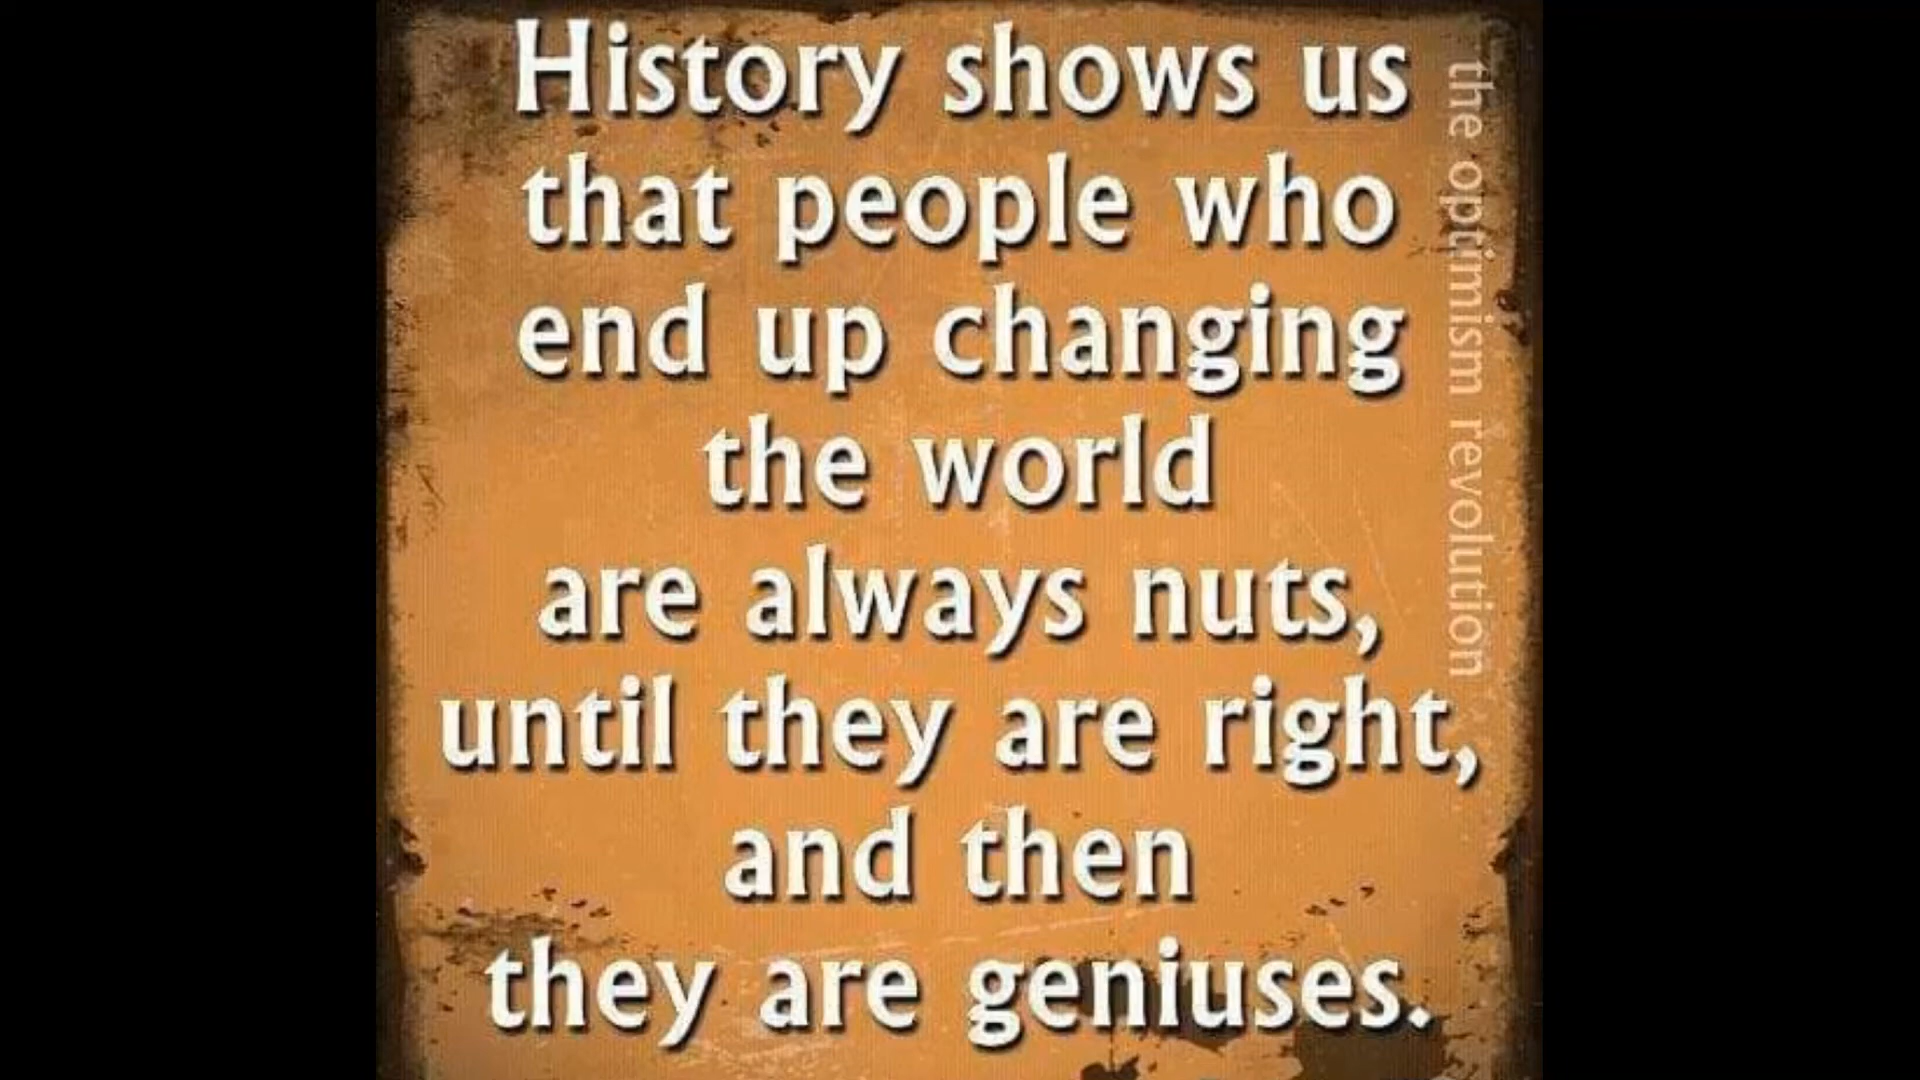 History shows us
that people who
end up changing
the world
are always nuts,
until they are right,
and then
they are geniuses.
the optimism revolution